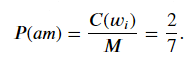 P(am) = C(w_i)/M = 2/7.